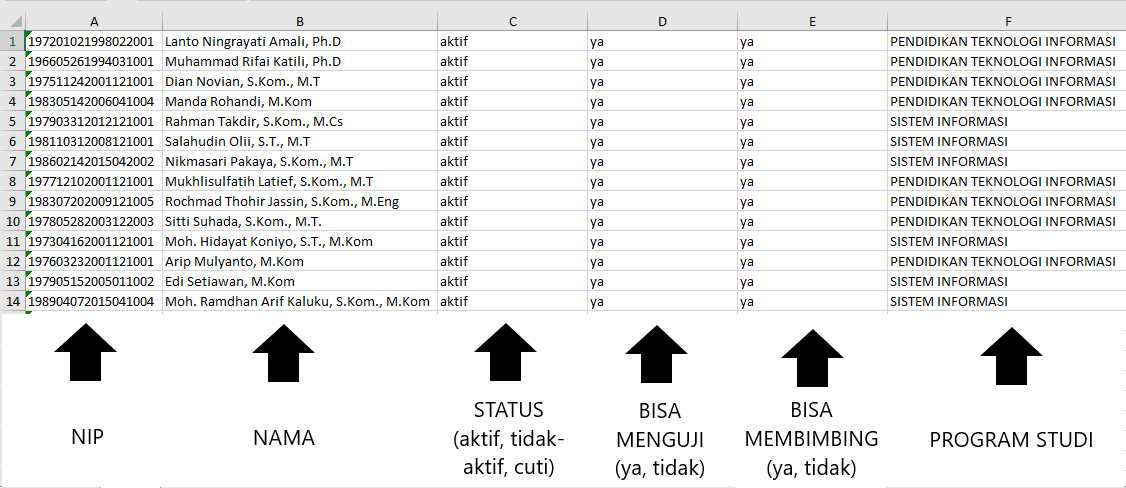 A B C D E F
1 197201021998022001 Lanto Ningrayati Amali, Ph.D aktif ya ya PENDIDIKAN TEKNOLOGI INFORMASI
2 196605261994031001 Muhammad Rifai Katili, Ph.D aktif ya ya PENDIDIKAN TEKNOLOGI INFORMASI
3 197511242001121001 Dian Novian, S.Kom., M.T aktif ya ya PENDIDIKAN TEKNOLOGI INFORMASI
4 198305142006041004 Manda Rohandi, M.Kom aktif ya ya PENDIDIKAN TEKNOLOGI INFORMASI
5 197903312012121001 Rahman Takdir, S.Kom., M.Cs aktif ya ya SISTEM INFORMASI
6 198110312008121001 Salahudin Olii, S.T., M.T aktif ya ya SISTEM INFORMASI
7 198602142015042002 Nikmasari Pakaya, S.Kom., M.T aktif ya ya SISTEM INFORMASI
8 197712102001121001 Mukhlisulfatih Latief, S.Kom., M.T aktif ya ya PENDIDIKAN TEKNOLOGI INFORMASI
9 198307202009121005 Rochmad Thohir Jassin, S.Kom., M.Eng aktif ya ya PENDIDIKAN TEKNOLOGI INFORMASI
10 197805282003122003 Sitti Suhada, S.Kom., M.T. aktif ya ya PENDIDIKAN TEKNOLOGI INFORMASI
11 197304162001121001 Moh. Hidayat Koniyo, S.T., M.Kom aktif ya ya SISTEM INFORMASI
12 197603232001121001 Arip Mulyanto, M.Kom aktif ya ya PENDIDIKAN TEKNOLOGI INFORMASI
13 197905152005011002 Edi Setiawan, M.Kom aktif ya ya SISTEM INFORMASI
14 198904072015041004 Moh. Ramdhan Arif Kaluku, S.Kom., M.Kom aktif ya ya SISTEM INFORMASI
NIP
NAMA
STATUS
(aktif, tidak-
aktif, cuti)
BISA
MENGUJI
(ya, tidak)
BISA
MEMBIMBING
(ya, tidak)
PROGRAM STUDI